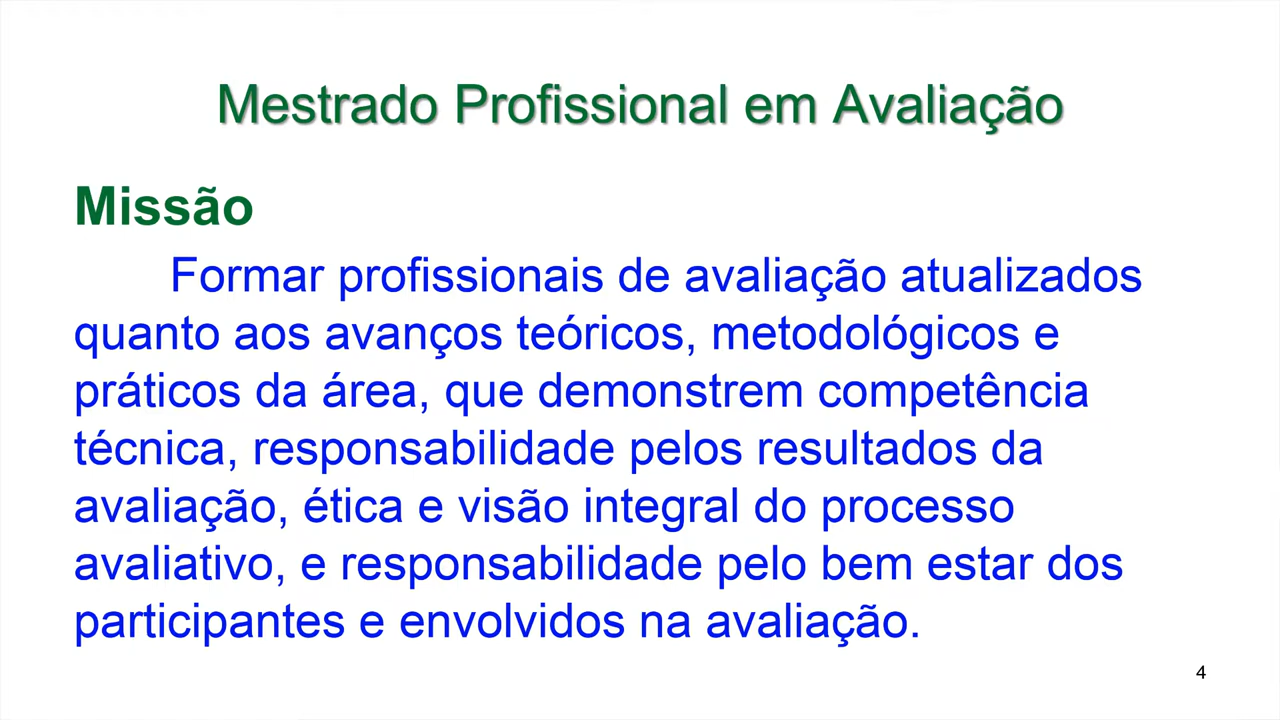 Mestrado Profissional em Avaliação
Missão
Formar profissionais de avaliação atualizados
quanto aos avanços teóricos, metodológicos e
práticos da área, que demonstrem competência
técnica, responsabilidade pelos resultados da
avaliação, ética e visão integral do processo
avaliativo, e responsabilidade pelo bem estar dos
participantes e envolvidos na avaliação.
4